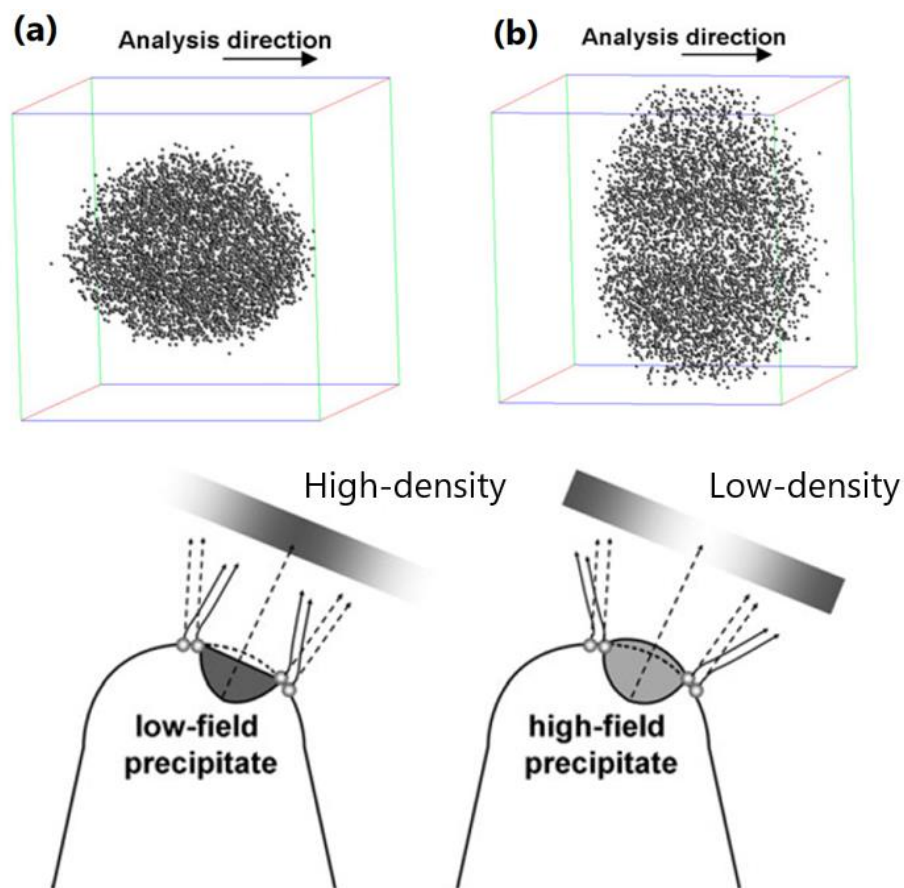 (a)
Analysis direction
(b)
Analysis direction
High-density
Low-density
low-field
precipitate
high-field
precipitate